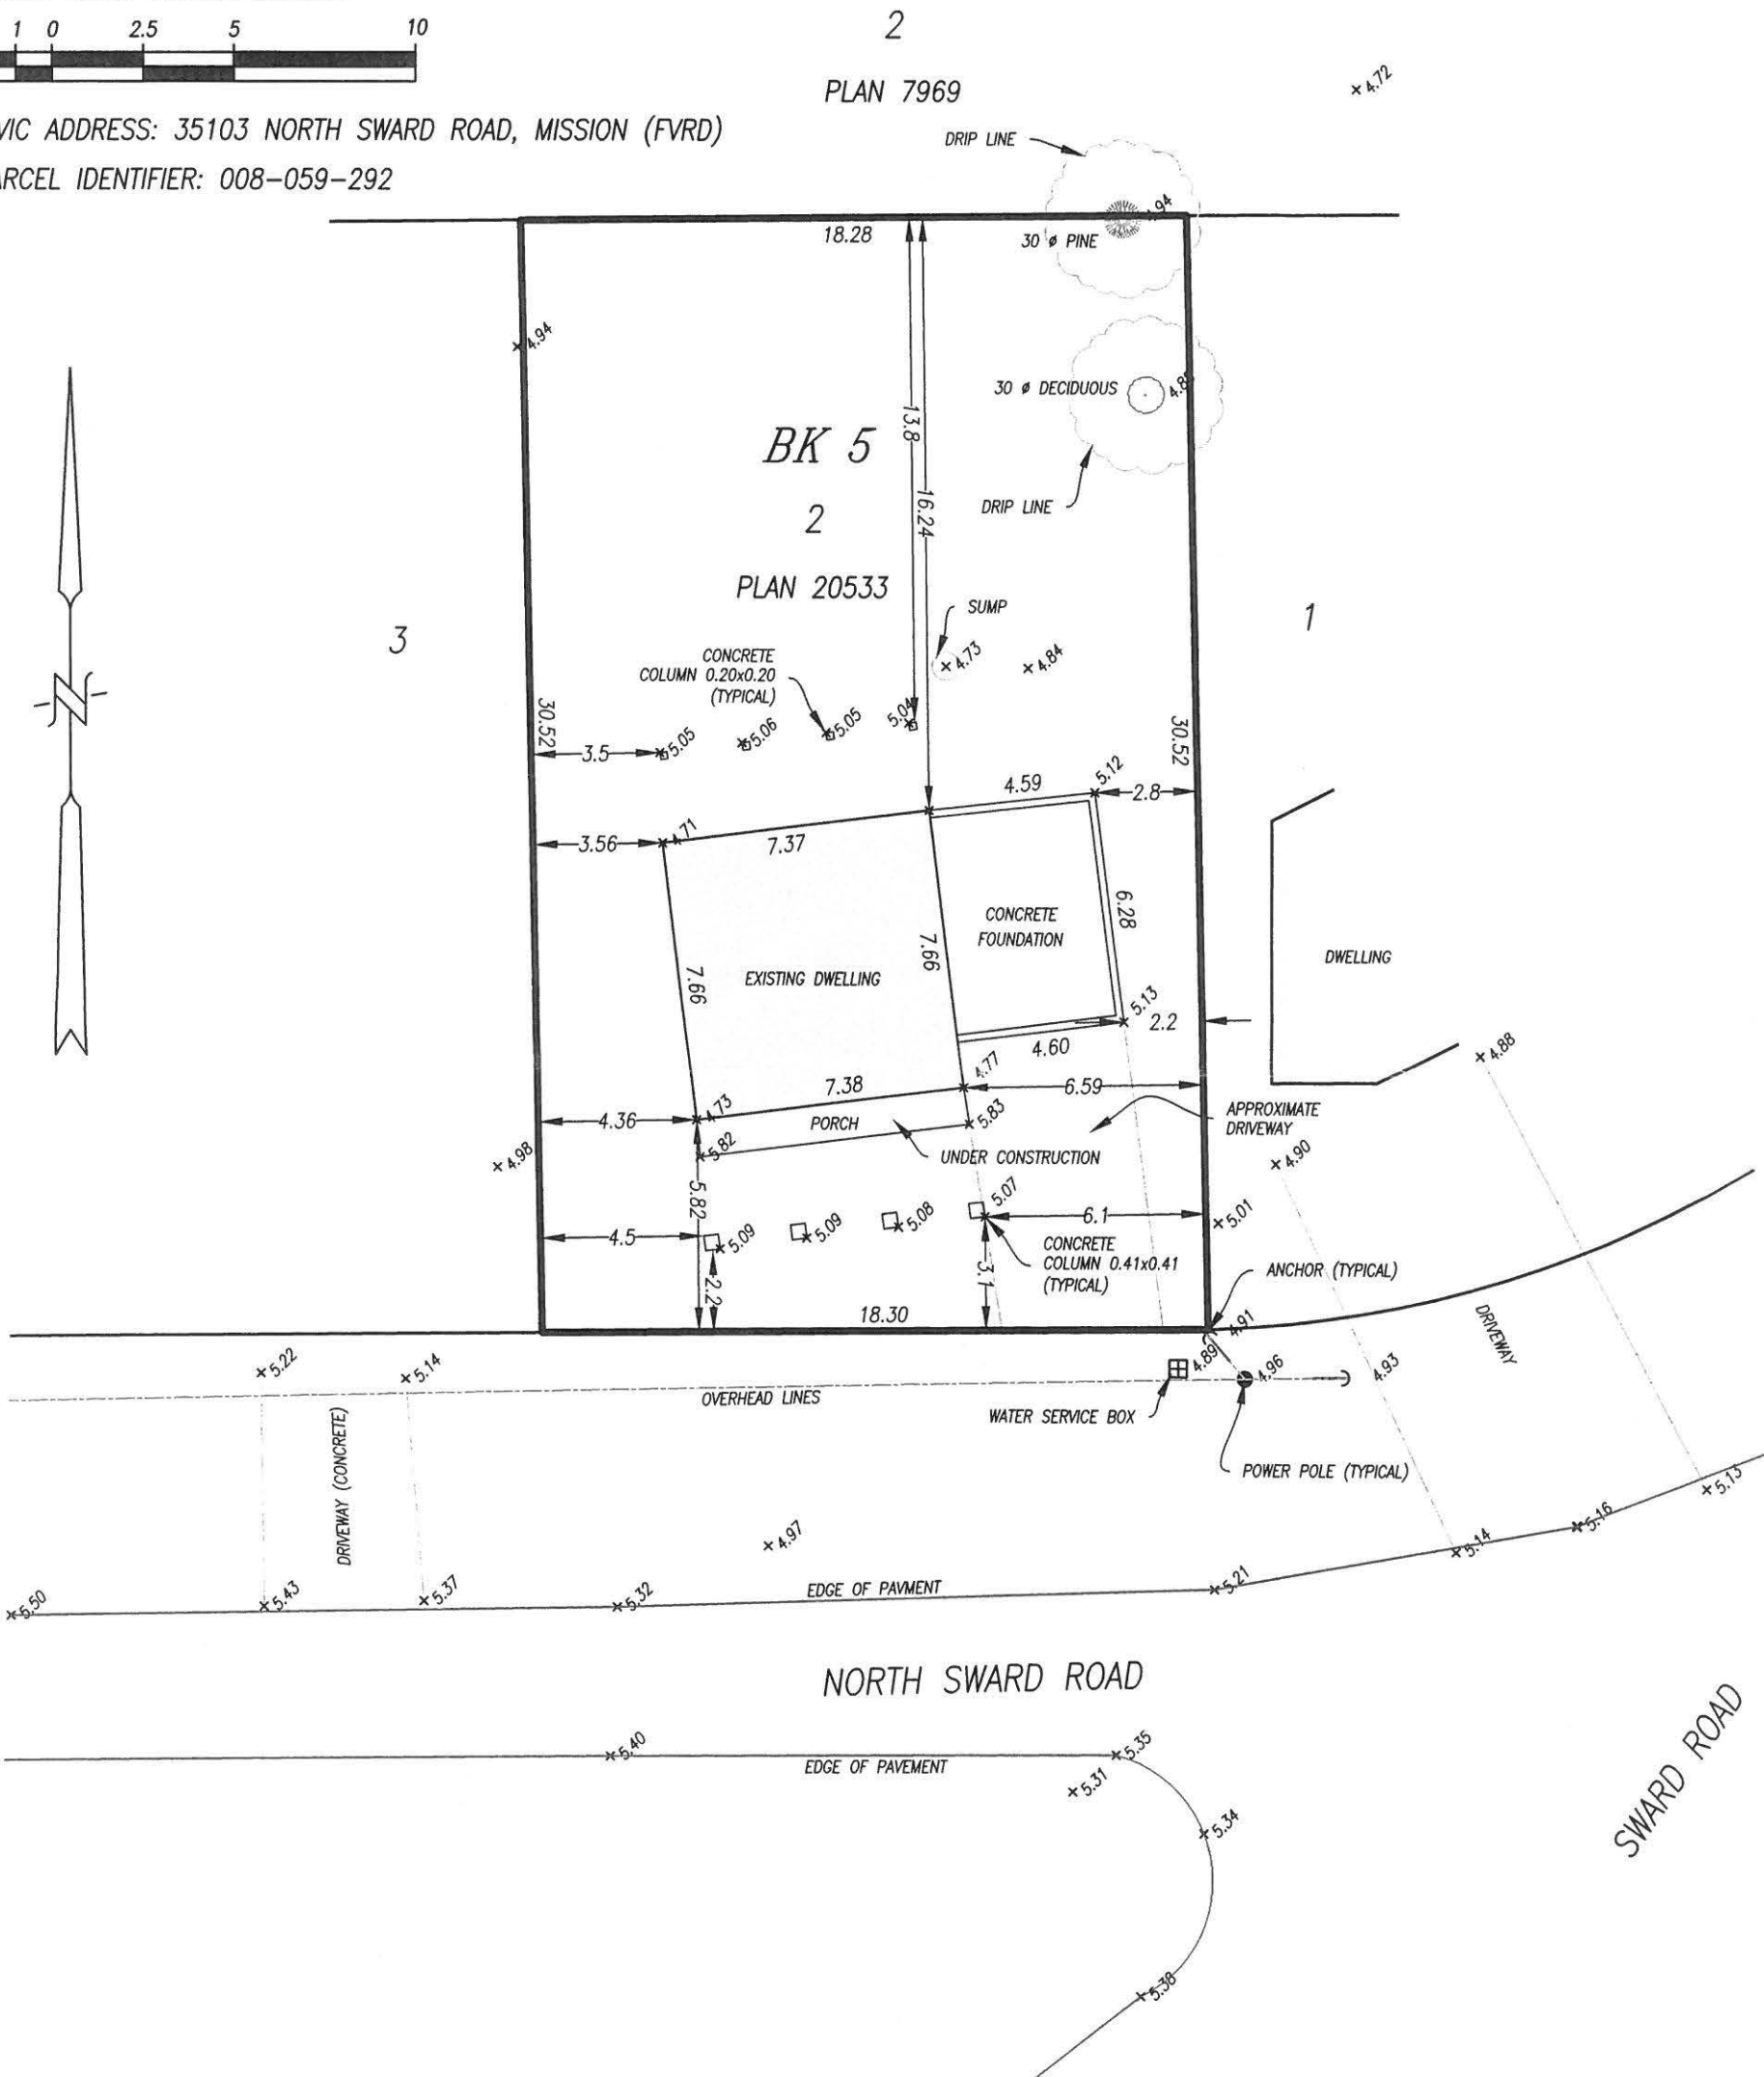 1 0 2.5 5 10
2
PLAN 7969
4.72
VIC ADDRESS: 35103 NORTH SWARD ROAD, MISSION (FVRD)
DRIP LINE
ARCEL IDENTIFIER: 008-059-292
4.94
18.28
30 ø PINE
4.94
30 ø DECIDUOUS
13.8
BK 5
16.24
DRIP LINE
2
PLAN 20533
SUMP
3
1
4.73
4.84
CONCRETE
COLUMN 0.20x0.20
(TYPICAL)
N
30.52
30.52
3.5
5.05
5.06
5.05
5.04
4.59
5.12
2.8
3.56
4.71
7.37
6.28
CONCRETE
FOUNDATION
7.66
7.66
EXISTING DWELLING
DWELLING
5.13
2.2
4.60
4.88
4.77
7.38
6.59
4.36
4.73
PORCH
5.83
APPROXIMATE
DRIVEWAY
5.82
UNDER CONSTRUCTION
4.98
4.90
5.82
5.07
4.5
5.09
5.09
5.08
6.1
5.01
CONCRETE
COLUMN 0.41x0.41
(TYPICAL)
3.1
2.2
ANCHOR (TYPICAL)
18.30
4.91
DRIVEWAY
5.22
5.14
4.89
4.96
4.93
OVERHEAD LINES
WATER SERVICE BOX
DRIVEWAY (CONCRETE)
POWER POLE (TYPICAL)
5.13
4.97
5.16
5.14
5.50
5.43
5.37
5.32
EDGE OF PAVMENT
5.21
NORTH SWARD ROAD
SWARD ROAD
5.40
EDGE OF PAVEMENT
5.35
5.31
5.34
5.38